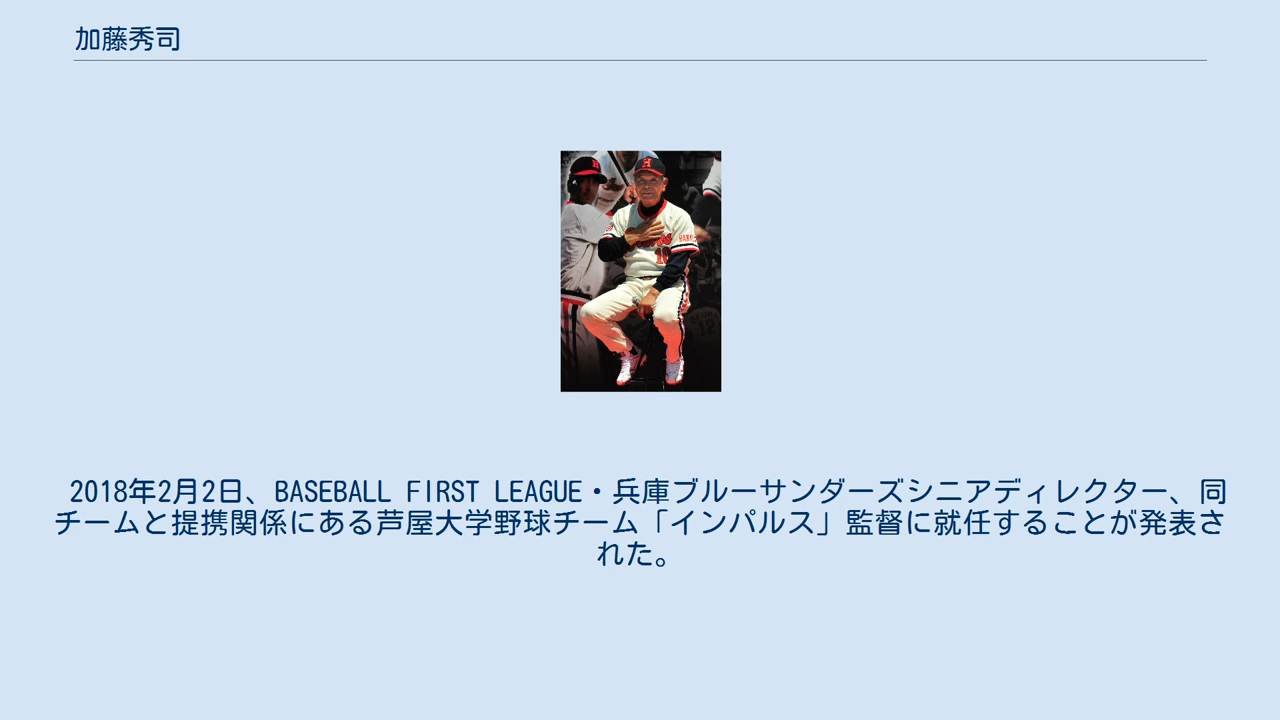 加藤秀司
H
H
10
2018年2月2日、BASEBALL FIRST LEAGUE・兵庫ブルーサンダーズシニアディレクター、同
チームと提携関係にある芦屋大学野球チーム「インパルス」監督に就任することが発表さ
れた。